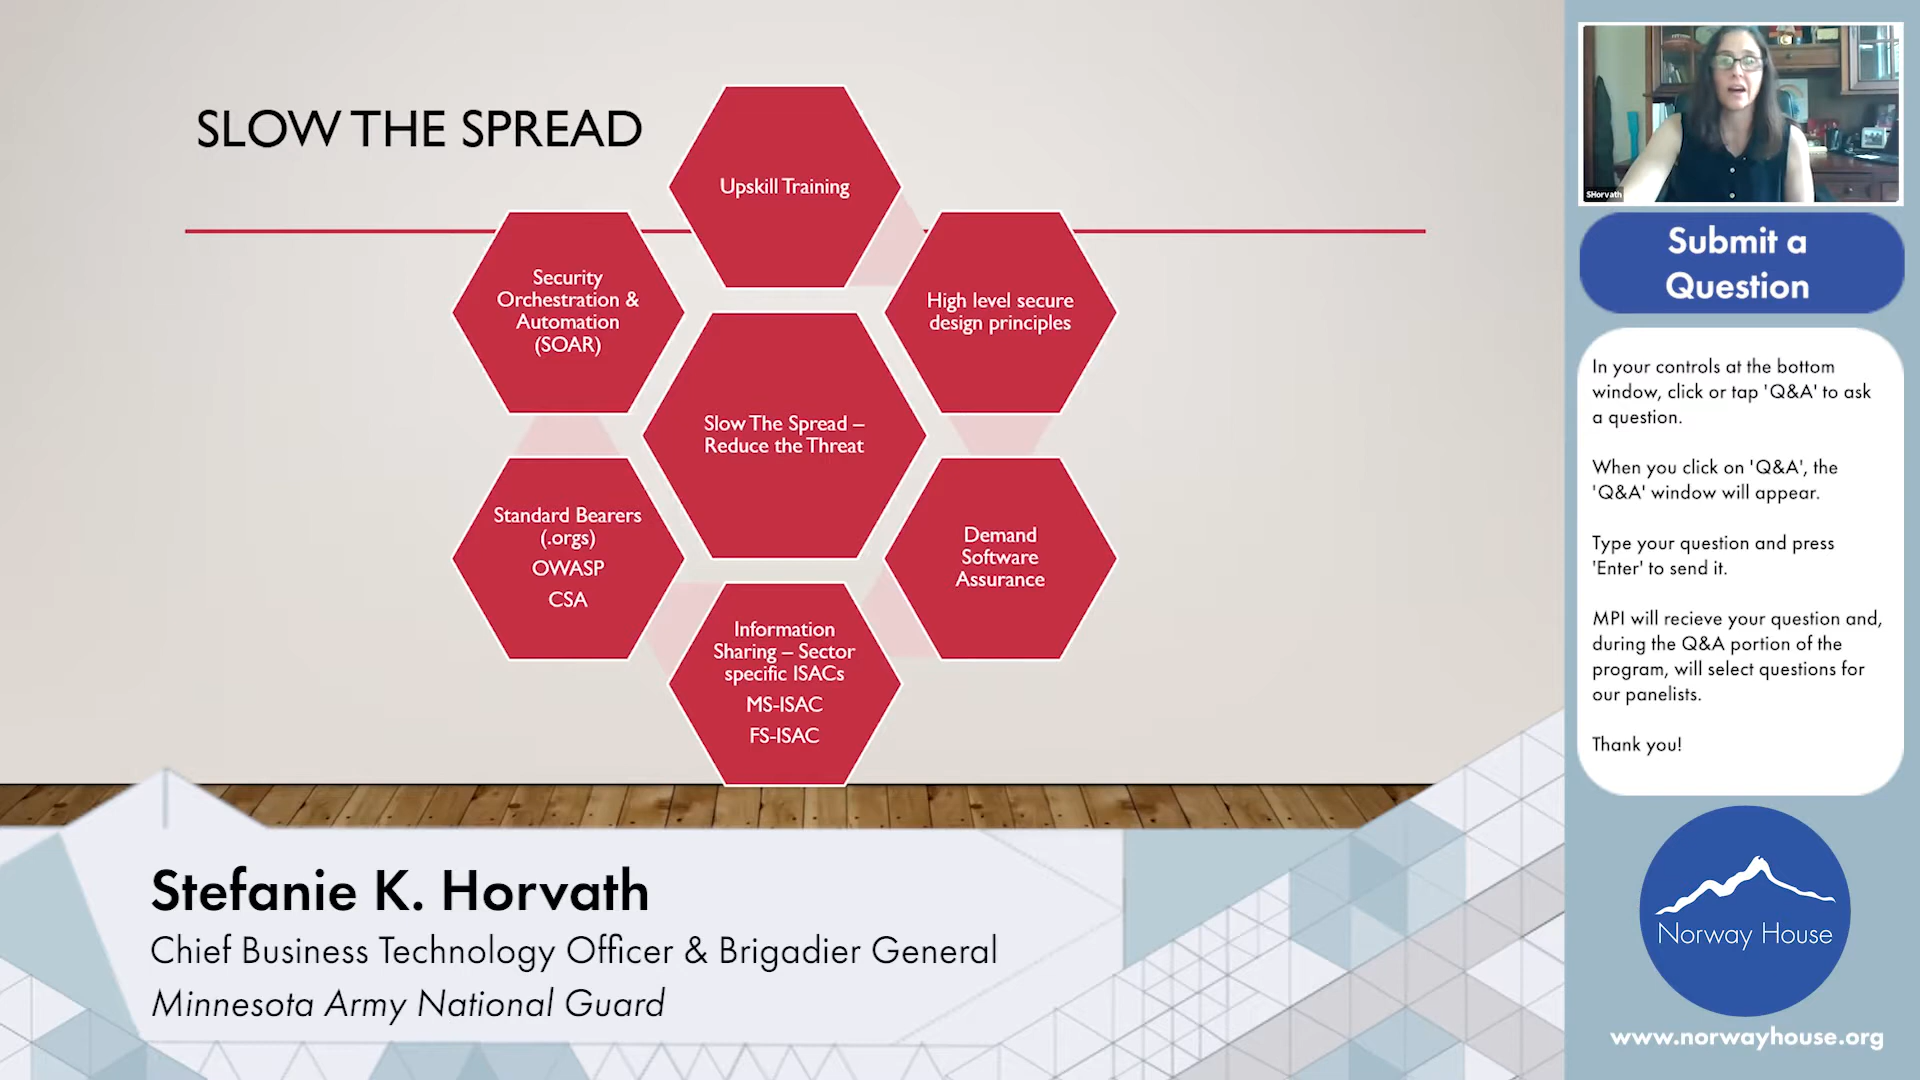 SLOW THE SPREAD
Upskill Training
High level secure
design principles
Demand
Software
Assurance
Information
Sharing – Sector
specific ISACs
MS-ISAC
FS-ISAC
Standard Bearers
(.orgs)
OWASP
CSA
Security
Orchestration &
Automation
(SOAR)
Slow The Spread –
Reduce the Threat
Stefanie K. Horvath
Chief Business Technology Officer & Brigadier General
Minnesota Army National Guard
SHorvath
Submit a
Question
In your controls at the bottom
window, click or tap 'Q&A' to ask
a question.
When you click on 'Q&A', the
'Q&A' window will appear.
Type your question and press
'Enter' to send it.
MPI will recieve your question and,
during the Q&A portion of the
program, will select questions for
our panelists.
Thank you!
Norway House
www.norwayhouse.org